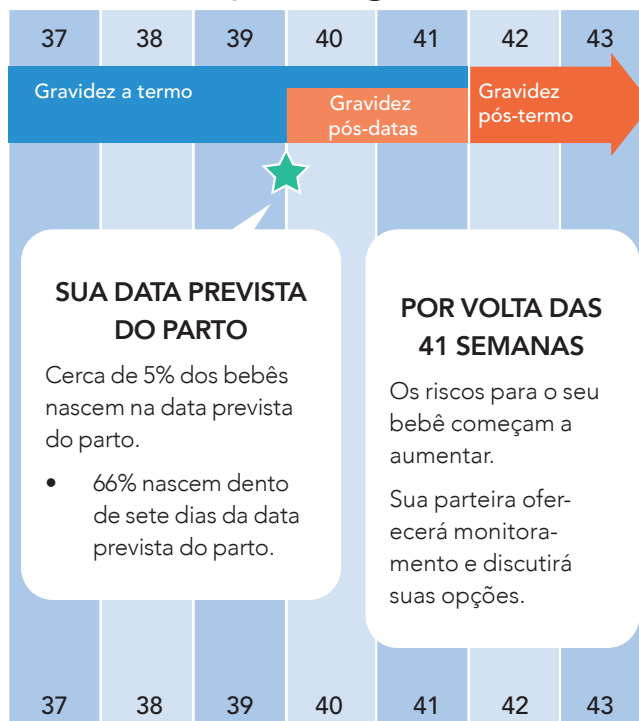 37 38 39 40 41 42 43
Gravidez a termo
Gravidez
pós-datas
Gravidez
pós-termo
SUA DATA PREVISTA
DO PARTO
Cerca de 5% dos bebês
nascem na data prevista
do parto.
• 66% nascem dento
de sete dias da data
prevista do parto.
POR VOLTA DAS
41 SEMANAS
Os riscos para o seu
bebê começam a
aumentar.
Sua parteira ofer-
ecerá monitora-
mento e discutirá
suas opções.
37 38 39 40 41 42 43